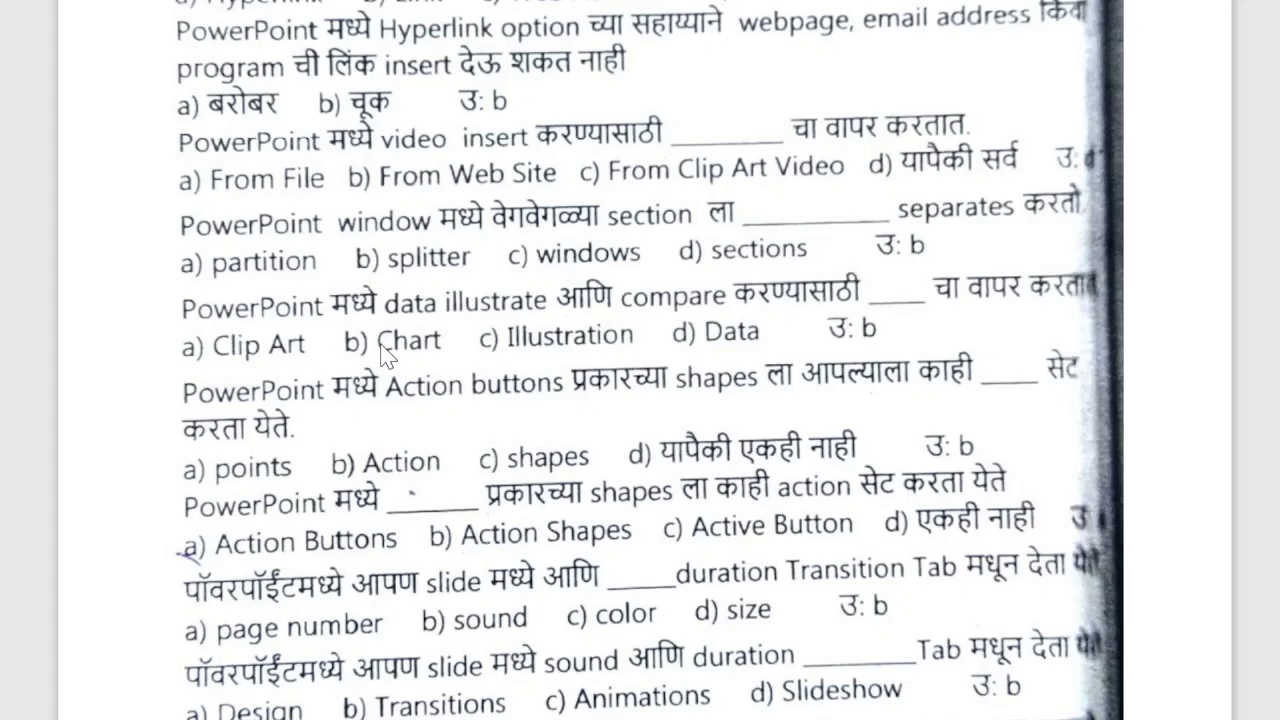 PowerPoint मध्ये Hyperlink option च्या सहाय्याने webpage, email address किंवा
program ची लिंक insert देऊ शकत नाही
a) बरोबर b) चूक उ: b
PowerPoint मध्ये video insert करण्यासाठी ________ चा वापर करतात.
a) From File b) From Web Site c) From Clip Art Video d) यापैकी सर्व उ: d
PowerPoint window मध्ये वेगवेगळ्या section ला __________ separates करतो
a) partition b) splitter c) windows d) sections उ: b
PowerPoint मध्ये data illustrate आणि compare करण्यासाठी ____ चा वापर करतात
a) Clip Art b) Chart c) Illustration d) Data उ: b
PowerPoint मध्ये Action buttons प्रकारच्या shapes ला आपल्याला काही ____ सेट
करता येते.
a) points b) Action c) shapes d) यापैकी एकही नाही उ: b
PowerPoint मध्ये _______ प्रकारच्या shapes ला काही action सेट करता येते
a) Action Buttons b) Action Shapes c) Active Button d) एकही नाही उ
पॉवरपॉईंटमध्ये आपण slide मध्ये आणि _____duration Transition Tab मधून देता
a) page number b) sound c) color d) size उ: b
पॉवरपॉईंटमध्ये आपण slide मध्ये sound आणि duration ________Tab मधून देता
a) Design b) Transitions c) Animations d) Slideshow उ: b